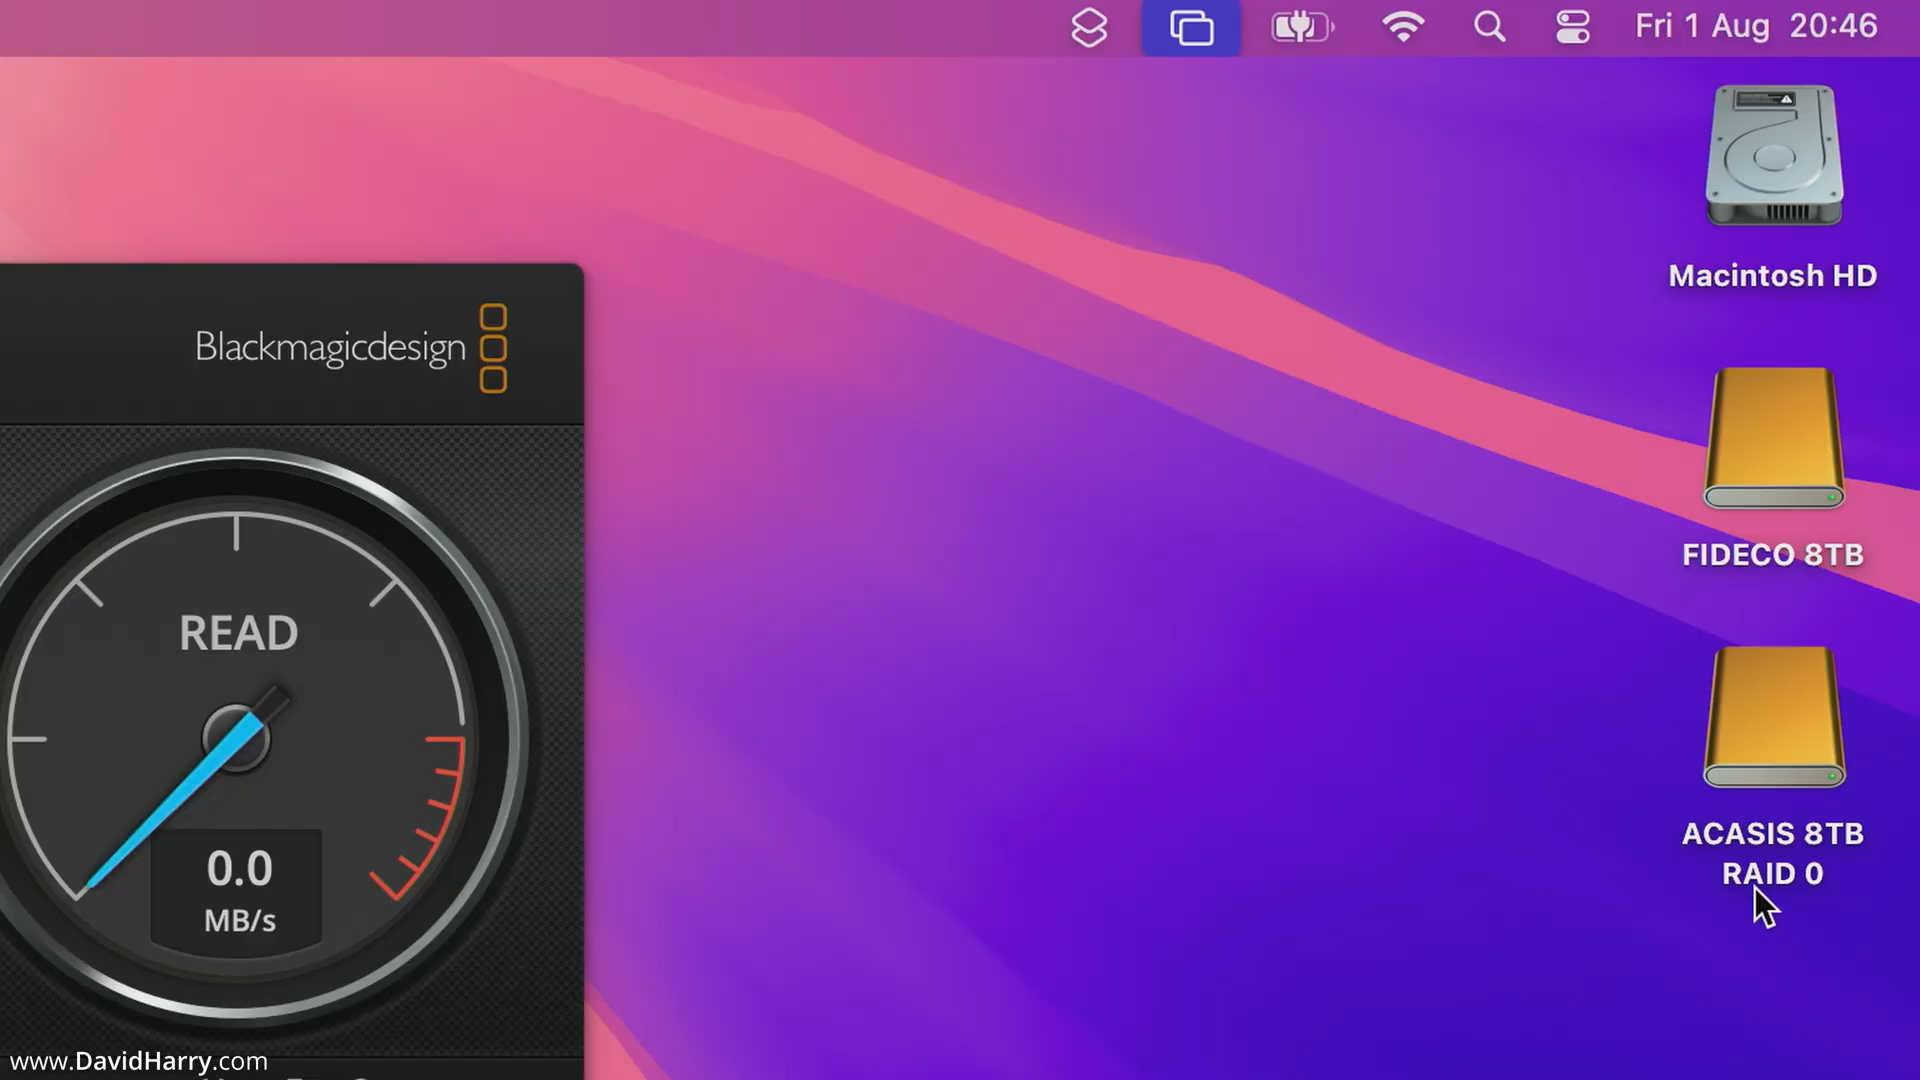 Fri 1 Aug 20:46
Macintosh HD
Blackmagicdesign
FIDECO 8TB
READ
0.0
MB/s
ACASIS 8TB
RAID 0
www.DavidHarry.com